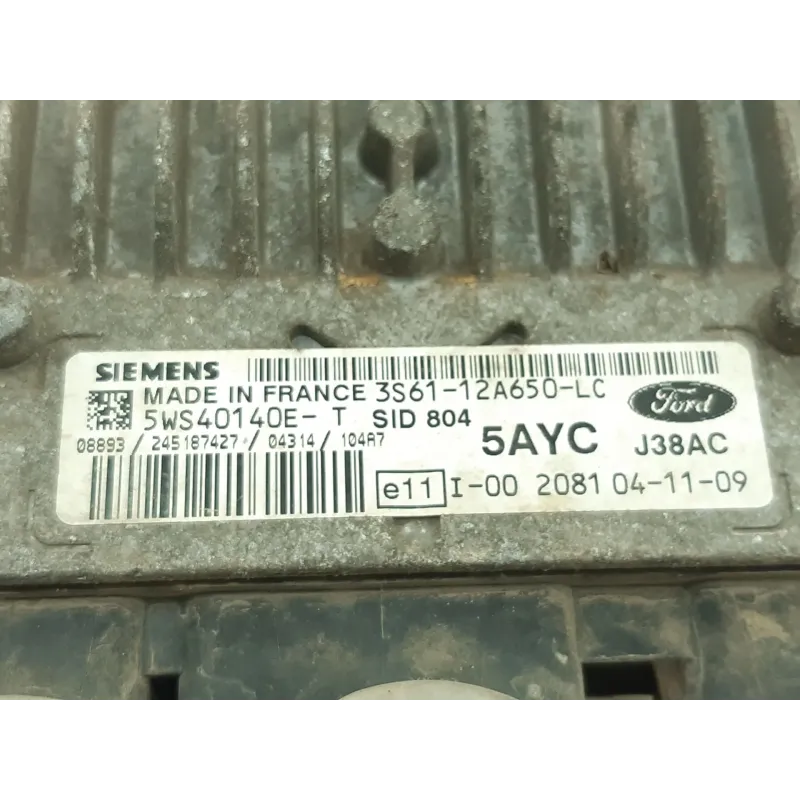 SIEMENS
MADE IN FRANCE 3S61-12A650-LC
5WS40140E-T SID 804
Ford
08893/245187427/04314/104A7
5AYC J38AC
e11 I-00 2081 04-11-09